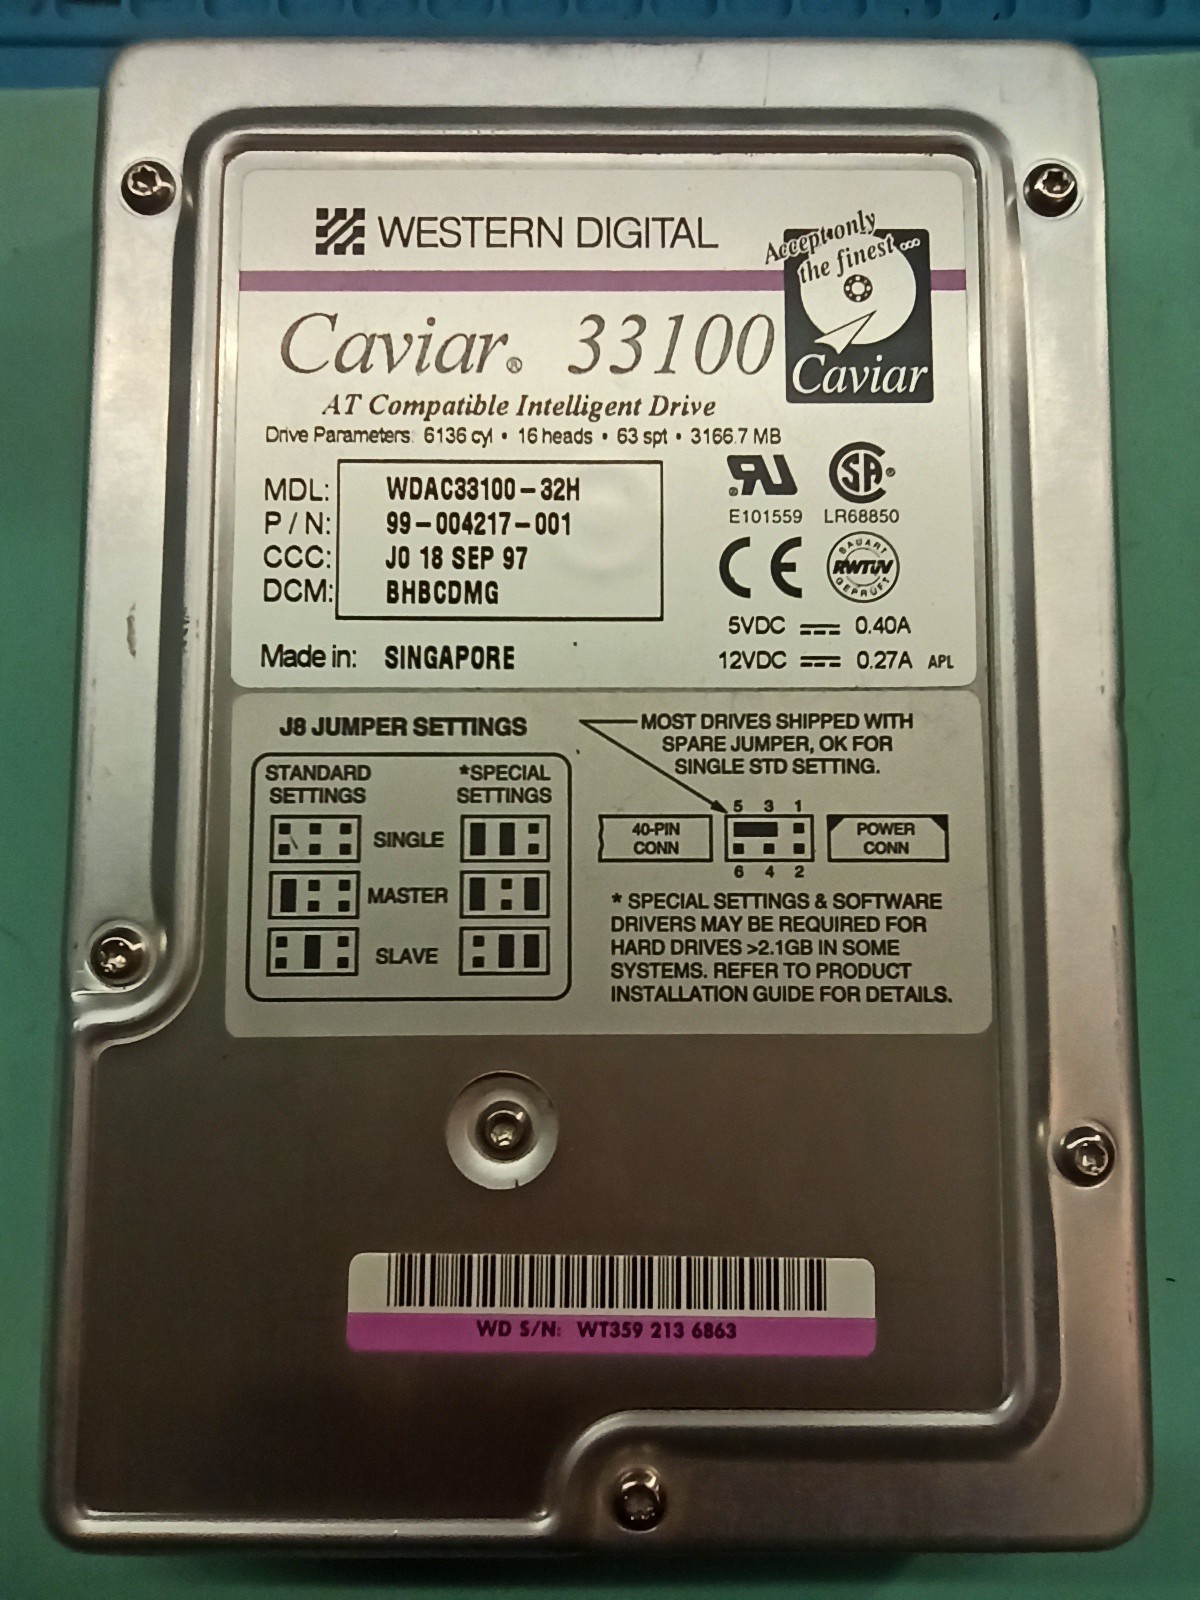 WESTERN DIGITAL
Accept only
the finest...
Caviar® 33100
Caviar
AT Compatible Intelligent Drive
Drive Parameters: 6136 cyl • 16 heads • 63 spt • 3166.7 MB
MDL: WDAC33100-32H
P/N: 99-004217-001
CCC: J0 18 SEP 97
DCM: BHBCDMG
Made in: SINGAPORE
E101559 LR68850
BAUART
RWTÜV
GEPRÜFT
5VDC 0.40A
12VDC 0.27A APL
J8 JUMPER SETTINGS
STANDARD SETTINGS
*SPECIAL SETTINGS
SINGLE
MASTER
SLAVE
MOST DRIVES SHIPPED WITH
SPARE JUMPER, OK FOR
SINGLE STD SETTING.
5 3 1
40-PIN CONN
POWER CONN
6 4 2
* SPECIAL SETTINGS & SOFTWARE
DRIVERS MAY BE REQUIRED FOR
HARD DRIVES >2.1GB IN SOME
SYSTEMS. REFER TO PRODUCT
INSTALLATION GUIDE FOR DETAILS.
WD S/N: WT359 213 6863